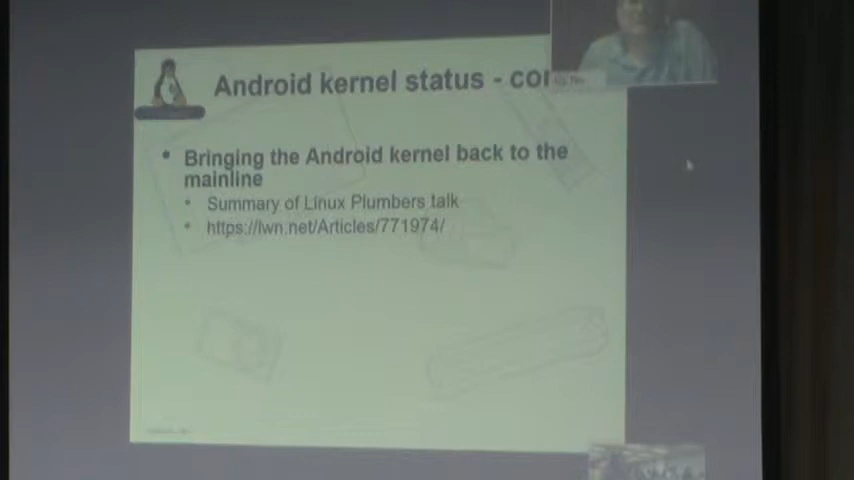 Android kernel status - co
• Bringing the Android kernel back to the
mainline
• Summary of Linux Plumbers talk
• https://lwn.net/Articles/771974/